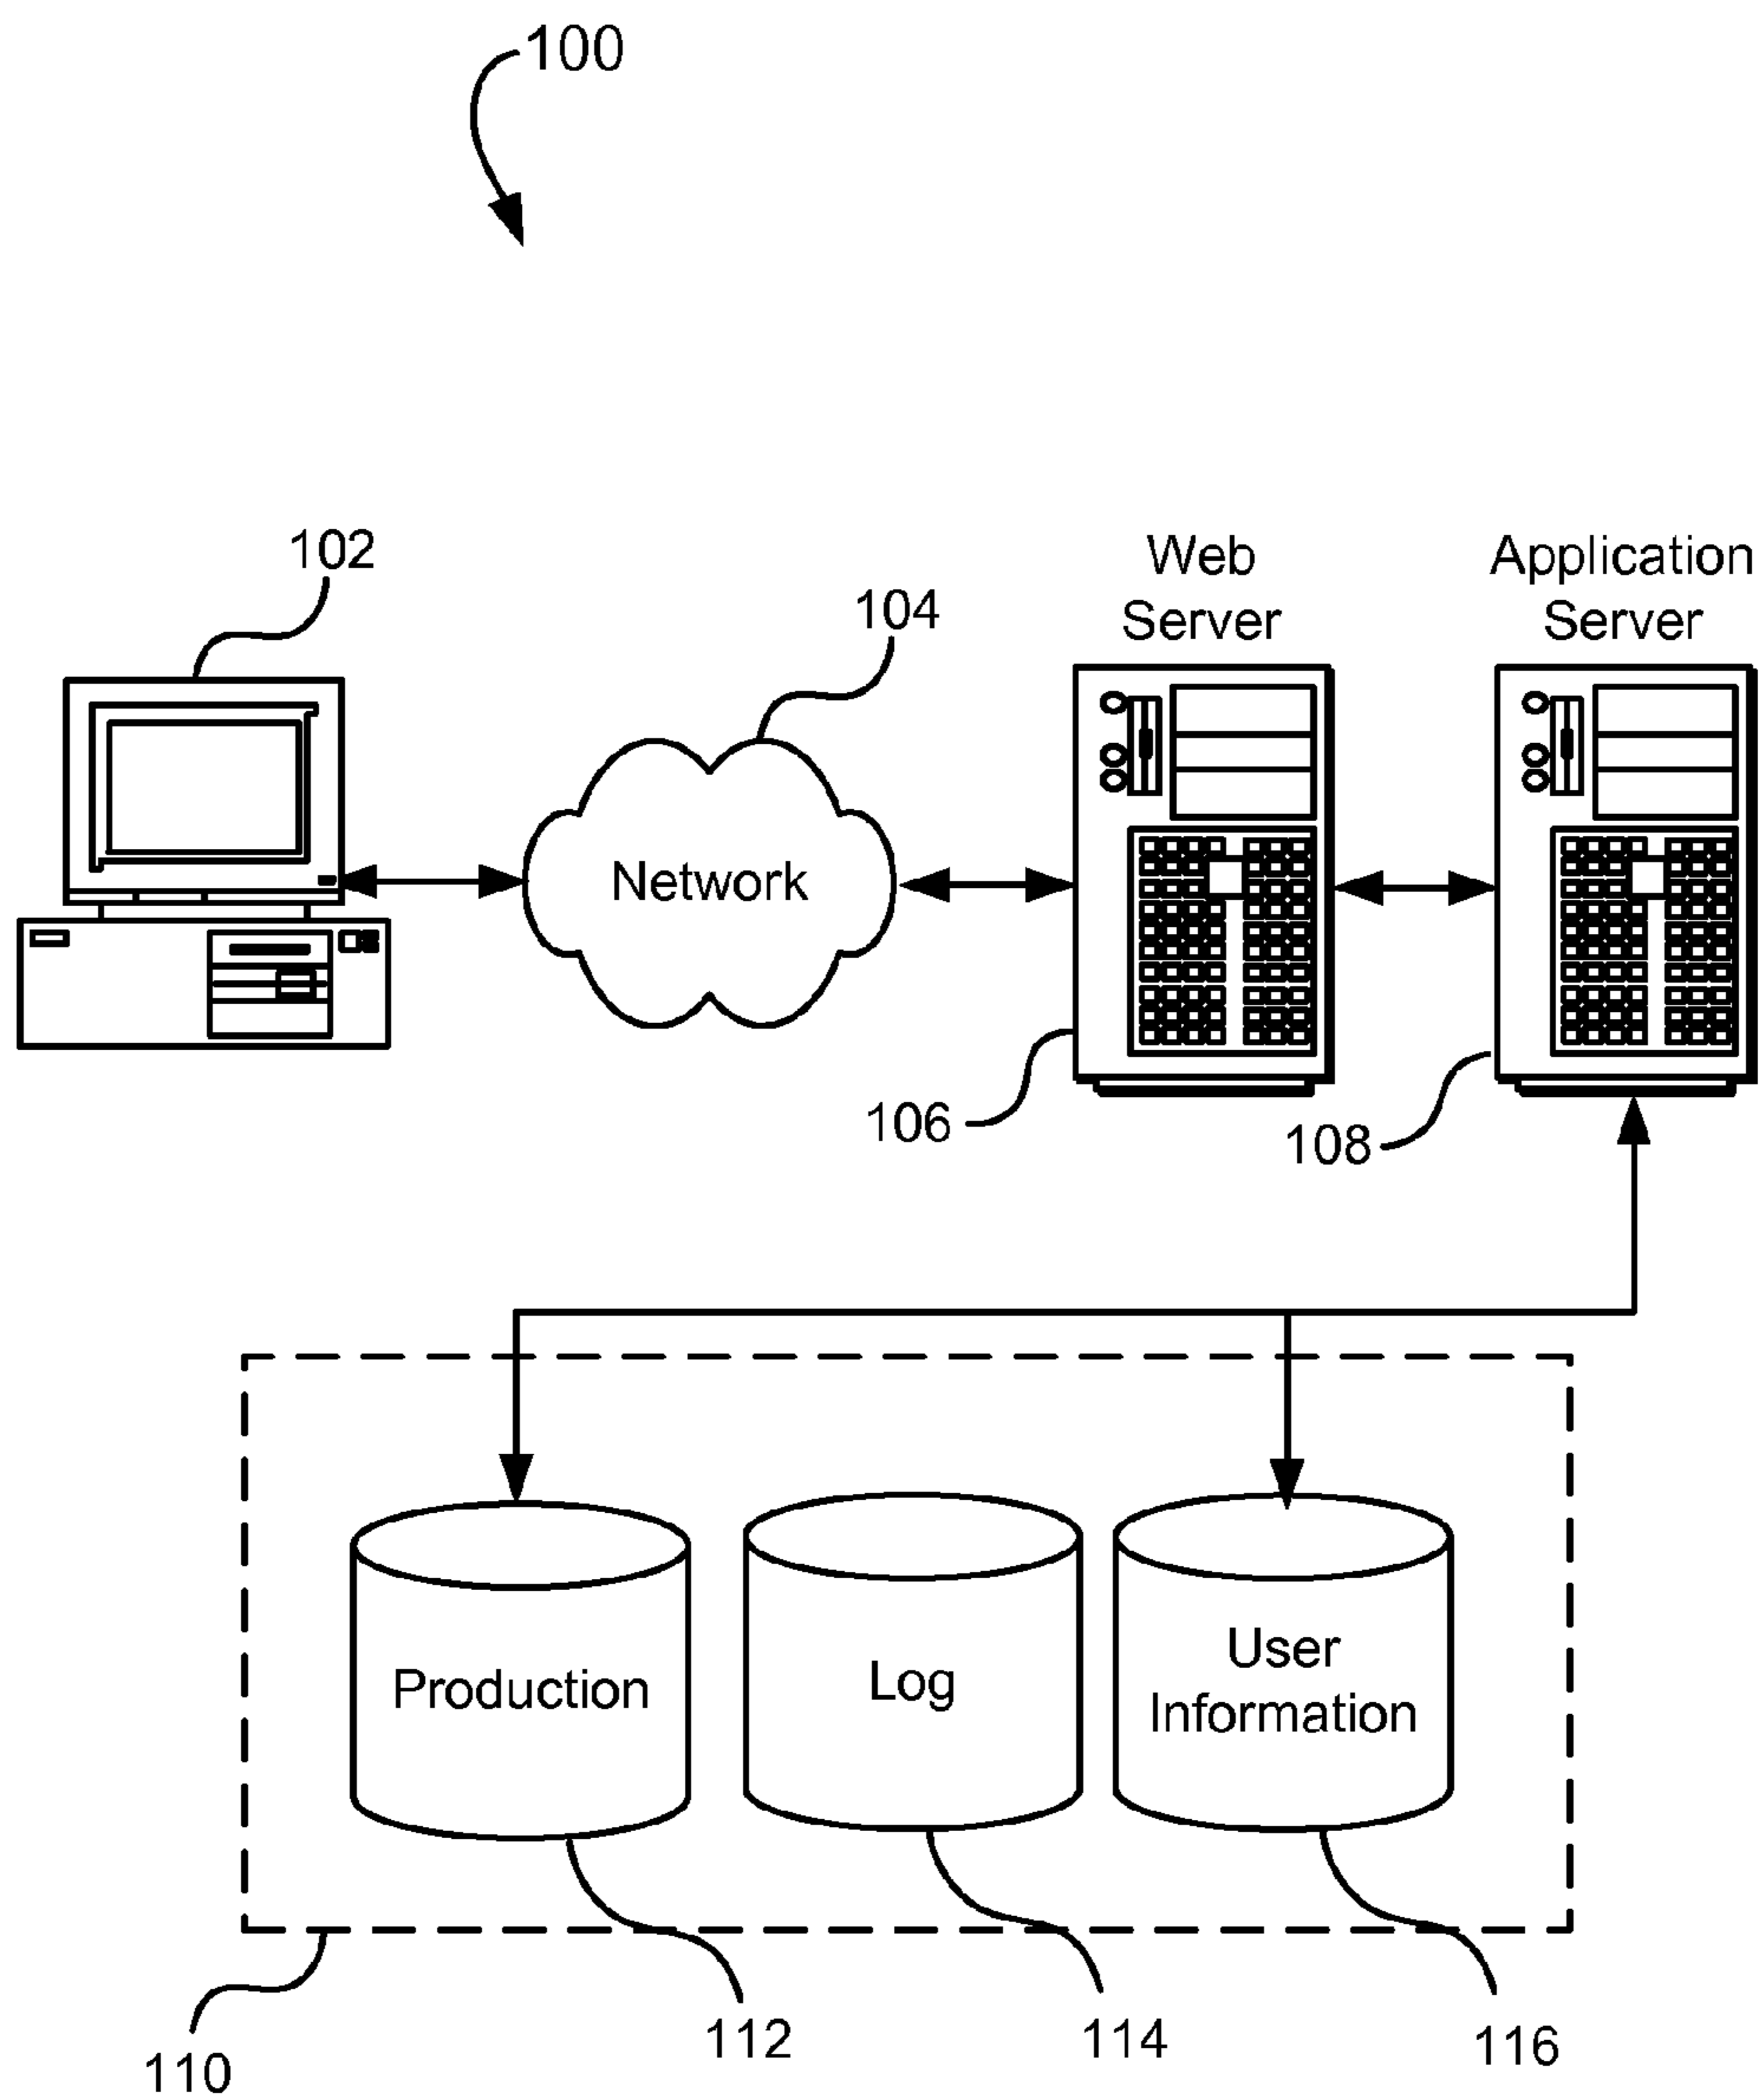 100
102
104
Web
Server
Application
Server
Network
106
108
Production
Log
User
Information
110
112
114
116